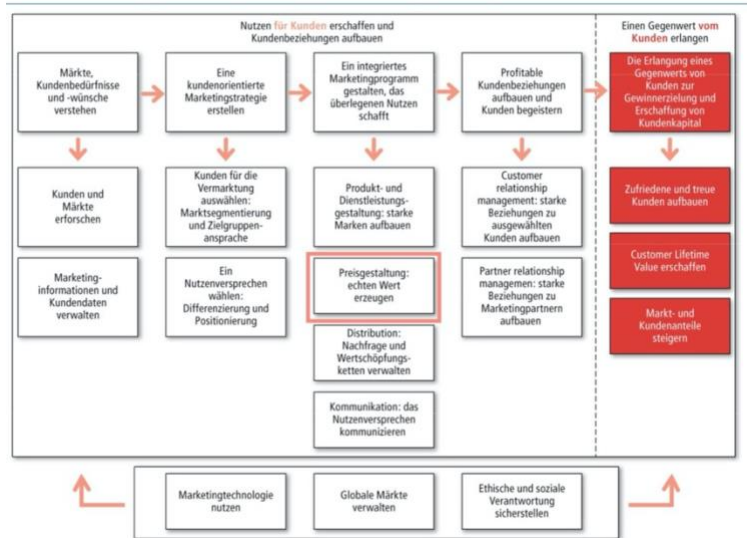 Nutzen für Kunden erschaffen und
Kundenbeziehungen aufbauen
Einen Gegenwert vom
Kunden erlangen
Märkte,
Kundenbedürfnisse
und -wünsche
verstehen
Eine
kundenorientierte
Marketingstrategie
erstellen
Ein integriertes
Marketingprogramm
gestalten, das
überlegenen Nutzen
schafft
Profitable
Kundenbeziehungen
aufbauen und
Kunden begeistern
Die Erlangung eines
Gegenwerts von
Kunden zur
Gewinnerzielung und
Erschaffung von
Kundenkapital
Kunden und
Märkte
erforschen
Kunden für die
Vermarktung
auswählen:
Marktsegmentierung
und Zielgruppen-
ansprache
Produkt- und
Dienstleistungs-
gestaltung: starke
Marken aufbauen
Customer
relationship
management: starke
Beziehungen zu
ausgewählten
Kunden aufbauen
Zufriedene und treue
Kunden aufbauen
Marketing-
informationen und
Kundendaten
verwalten
Ein
Nutzenversprechen
wählen:
Differenzierung und
Positionierung
Preisgestaltung:
echten Wert
erzeugen
Partner relationship
managemen: starke
Beziehungen zu
Marketingpartnern
aufbauen
Customer Lifetime
Value erschaffen
Distribution:
Nachfrage und
Wertschöpfungs-
ketten verwalten
Markt- und
Kundenanteile
steigern
Kommunikation: das
Nutzenversprechen
kommunizieren
Marketingtechnologie
nutzen
Globale Märkte
verwalten
Ethische und soziale
Verantwortung
sicherstellen